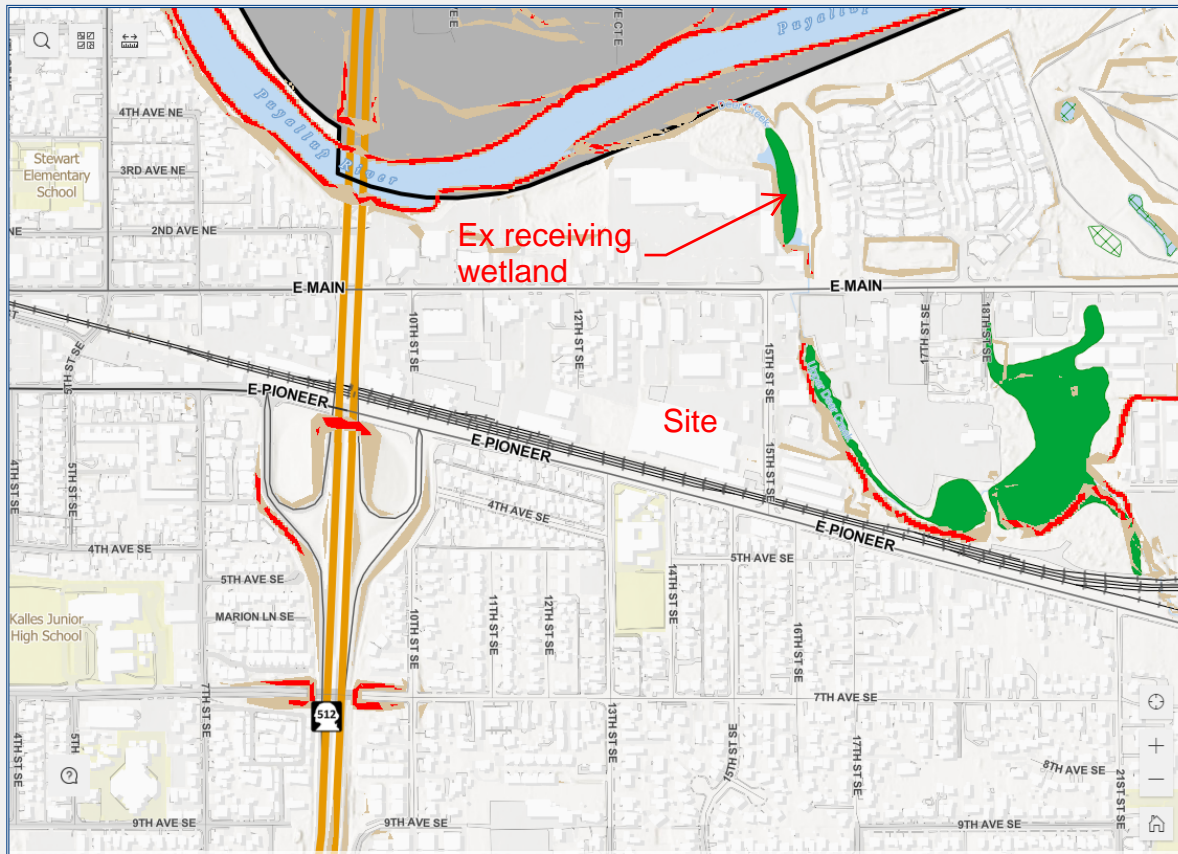 VE E
VE CT E
Puyallup
4TH AVE NE
Stewart
Elementary
School
3RD AVE NE
Puyallup River
2ND AVE NE
NE
Ex receiving
wetland
E MAIN
E MAIN
5TH ST SE
10TH ST SE
12TH ST SE
15TH ST SE
17TH ST SE
18TH ST SE
E PIONEER
Site
E PIONEER
15TH ST SE
4TH ST SE
5TH ST SE
4TH AVE SE
E PIONEER
4TH AVE SE
5TH AVE SE
5TH AVE SE
Kalles Junior
High School
MARION LN SE
10TH ST SE
11TH ST SE
12TH ST SE
14TH ST SE
16TH ST SE
7TH ST SE
7TH AVE SE
512
4TH ST SE
5TH
13TH ST SE
15TH ST SE
17TH ST SE
8TH AVE SE
21ST ST SE
9TH AVE SE
9TH AVE SE
9TH AVE SE